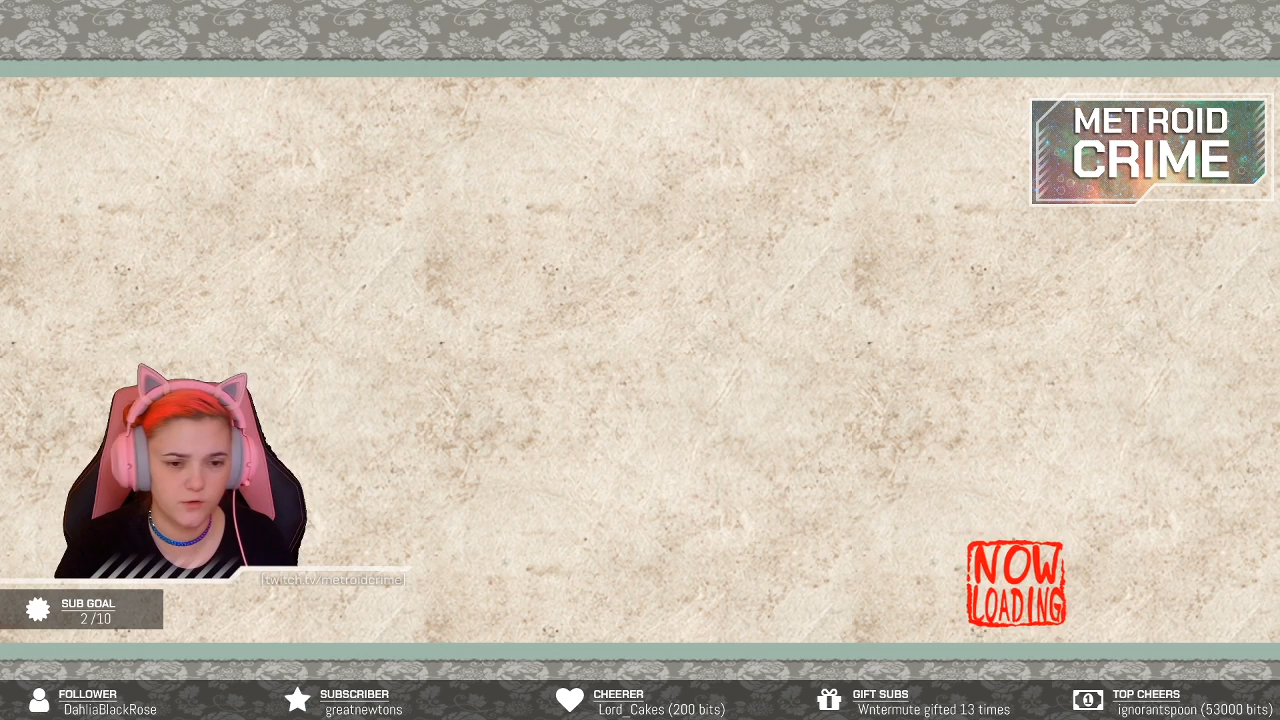 METROID
CRIME
NOW
LOADING
[twitch.tv/metroidcrime]
SUB GOAL
2 /10
FOLLOWER
DahliaBlackRose
SUBSCRIBER
greatnewtons
CHEERER
Lord_Cakes (200 bits)
GIFT SUBS
Wntermute gifted 13 times
TOP CHEERS
ignorantspoon (53000 bits)